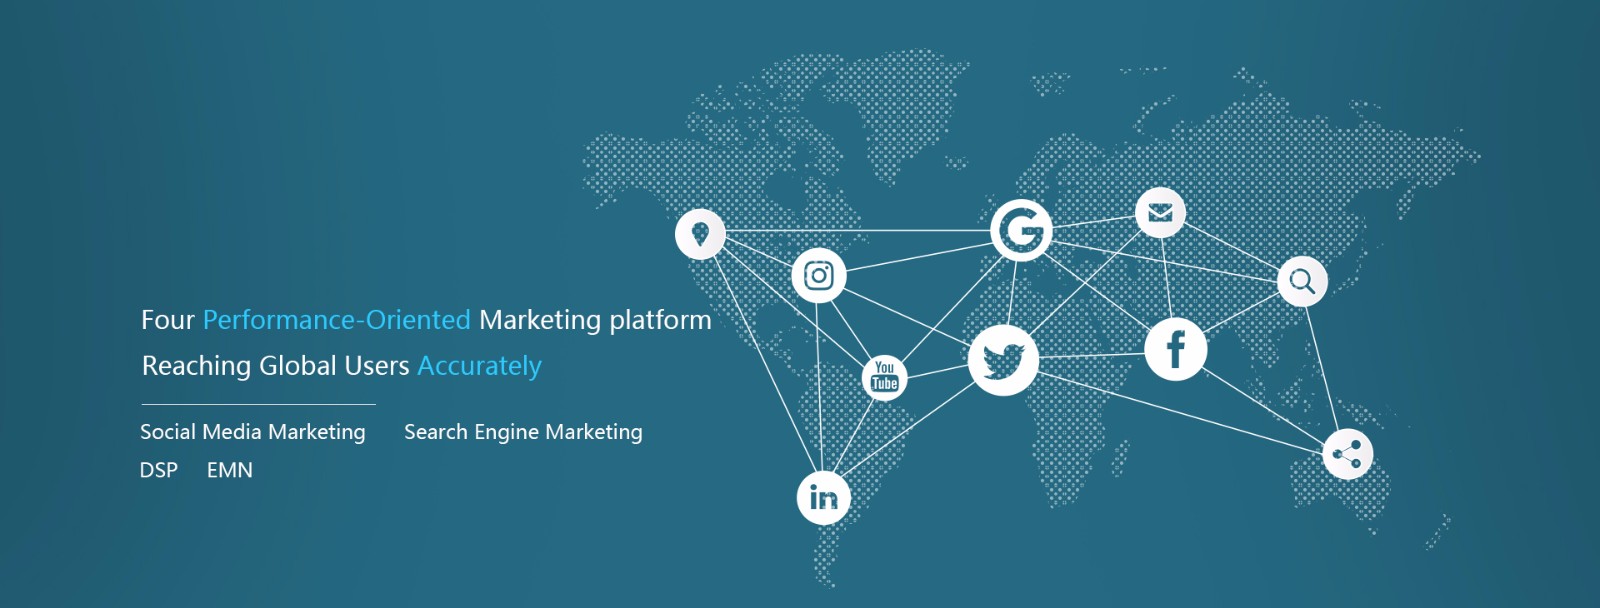 Four Performance-Oriented Marketing platform
Reaching Global Users Accurately
Social Media Marketing Search Engine Marketing
DSP EMN
G
You
Tube
f
in